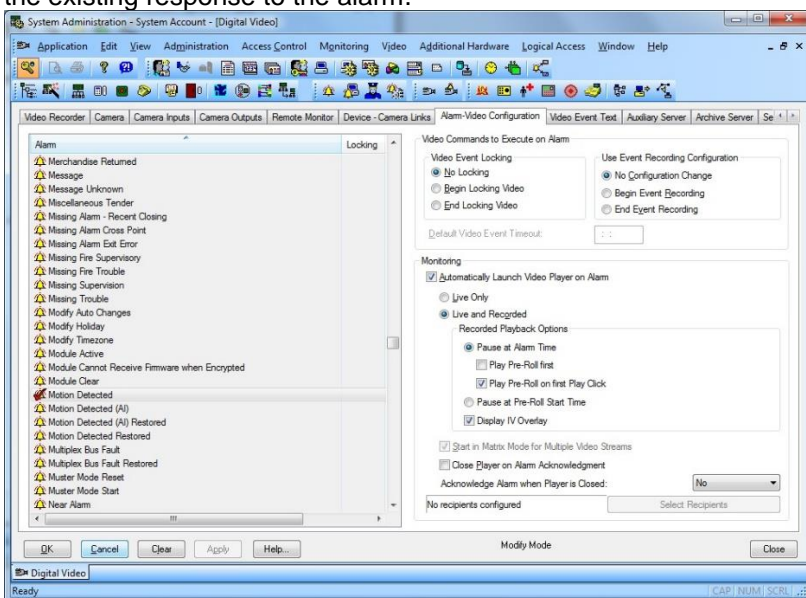 the existing response to the alarm.
System Administration - System Account - [Digital Video]
Application Edit View Administration Access Control Monitoring Video Additional Hardware Logical Access Window Help
Video Recorder Camera Camera Inputs Camera Outputs Remote Monitor Device - Camera Links Alarm-Video Configuration Video Event Text Auxiliary Server Archive Server Se
Alarm Locking
Merchandise Returned
Message
Message Unknown
Miscellaneous Tender
Missing Alarm - Recent Closing
Missing Alarm Cross Point
Missing Alarm Exit Error
Missing Fire Supervisory
Missing Fire Trouble
Missing Supervision
Missing Trouble
Modify Auto Changes
Modify Holiday
Modify Timezone
Module Active
Module Cannot Receive Firmware when Encrypted
Module Clear
Motion Detected
Motion Detected (AI)
Motion Detected (AI) Restored
Motion Detected Restored
Multiplex Bus Fault
Multiplex Bus Fault Restored
Muster Mode Reset
Muster Mode Start
Near Alarm
Video Commands to Execute on Alarm
Video Event Locking
No Locking
Begin Locking Video
End Locking Video
Use Event Recording Configuration
No Configuration Change
Begin Event Recording
End Event Recording
Default Video Event Timeout: : :
Monitoring
Automatically Launch Video Player on Alarm
Live Only
Live and Recorded
Recorded Playback Options
Pause at Alarm Time
Play Pre-Roll first
Play Pre-Roll on first Play Click
Pause at Pre-Roll Start Time
Display IV Overlay
Start in Matrix Mode for Multiple Video Streams
Close Player on Alarm Acknowledgment
Acknowledge Alarm when Player is Closed: No
No recipients configured Select Recipients
OK Cancel Clear Apply Help... Modify Mode Close
Digital Video
Ready CAP NUM SCRL